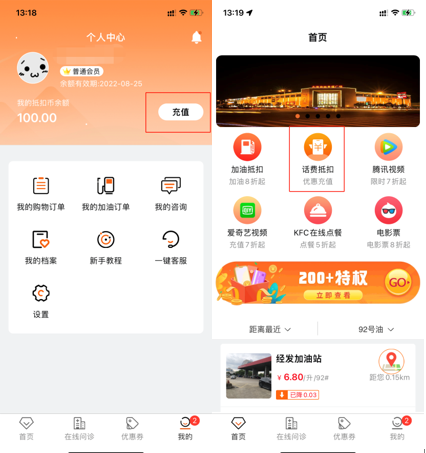 13:18
个人中心
普通会员
余额有效期:2022-08-25
我的抵扣币余额
100.00
充值
我的购物订单
我的加油订单
我的咨询
我的档案
新手教程
一键客服
设置
首页
在线问诊
优惠券
我的
2
13:19
首页
加油抵扣
加油8折起
话费抵扣
优惠充值
腾讯视频
限时7折起
爱奇艺视频
充值7折起
KFC在线点餐
点餐5折起
电影票
电影票8折起
200+特权
立即查看
GO
距离最近
92号油
经发加油站
¥ 6.80/升/92#
已降 0.03
距您 0.15km
首页
在线问诊
优惠券
我的
2